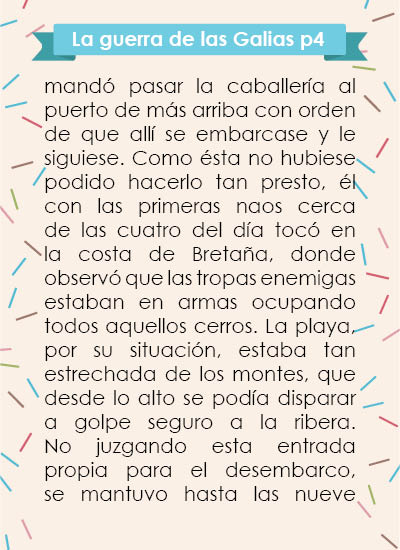 La guerra de las Galias p4
mandó pasar la caballería al
puerto de más arriba con orden
de que allí se embarcase y le
siguiese. Como ésta no hubiese
podido hacerlo tan presto, él
con las primeras naos cerca
de las cuatro del día tocó en
la costa de Bretaña, donde
observó que las tropas enemigas
estaban en armas ocupando
todos aquellos cerros. La playa,
por su situación, estaba tan
estrechada de los montes, que
desde lo alto se podía disparar
a golpe seguro a la ribera.
No juzgando esta entrada
propia para el desembarco,
se mantuvo hasta las nueve